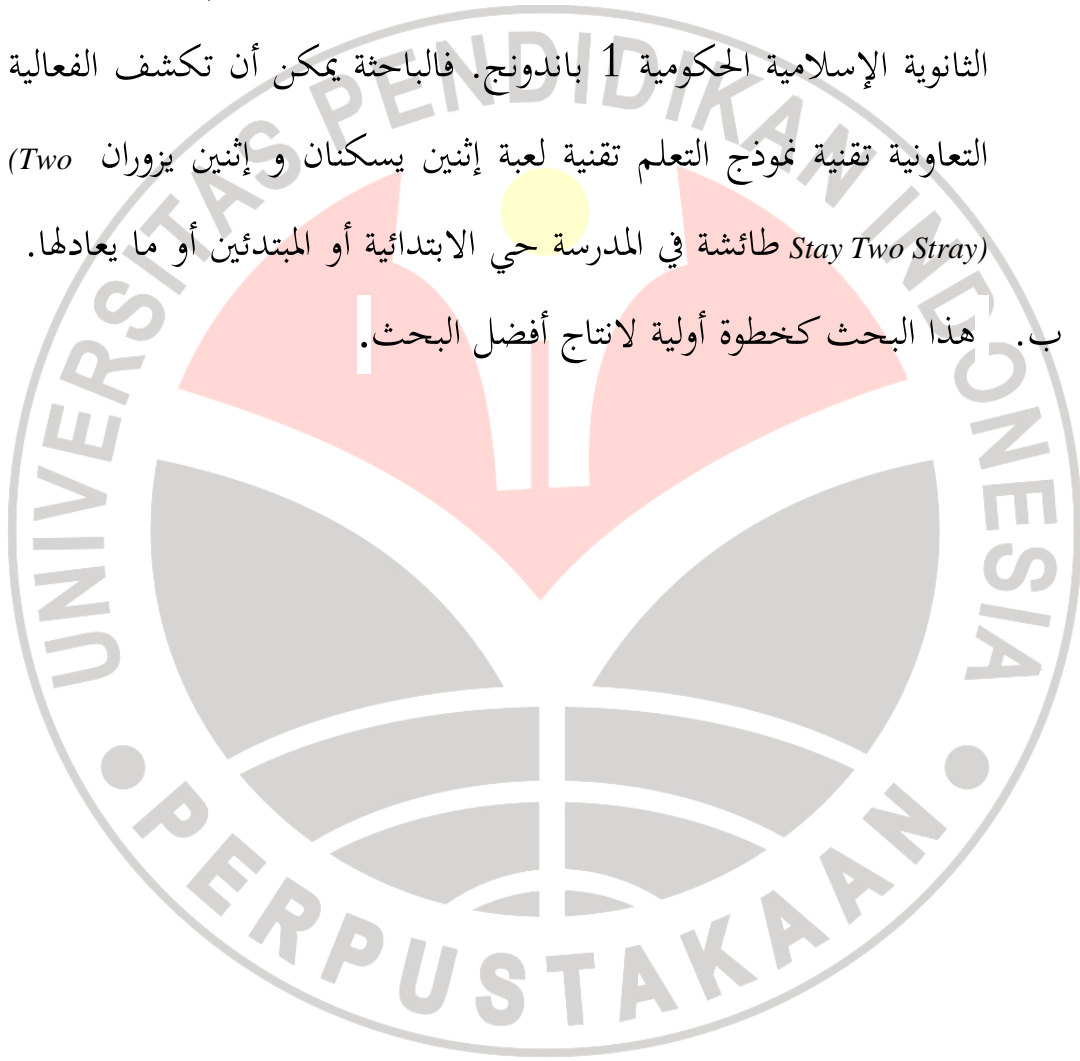 الثانوية الإسلامية الحكومية 1 باندونج. فالباحثة يمكن أن تكشف الفعالية
التعاونية تقنية نموذج التعلم تقنية لعبة إثنين يسكنان و إثنين يزوران (Two
Stay Two Stray) طائشة في المدرسة حي الابتدائية أو المبتدئين أو ما يعادلها.
ب. هذا البحث كخطوة أولية لانتاج أفضل البحث.
UNIVERSITAS PENDIDIKAN INDONESIA
PERPUSTAKAAN